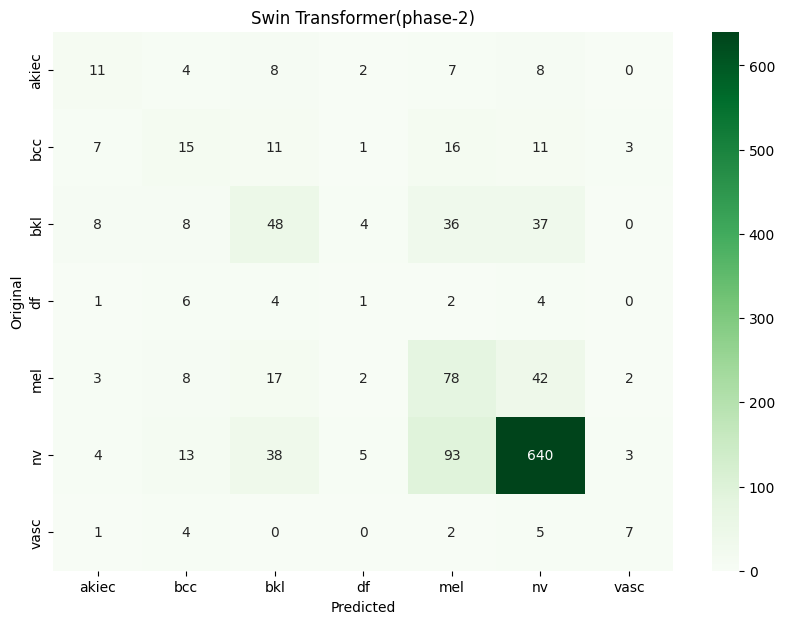 Swin Transformer(phase-2)
akiec 11 4 8 2 7 8 0
bcc 7 15 11 1 16 11 3
bkl 8 8 48 4 36 37 0
df 1 6 4 1 2 4 0
mel 3 8 17 2 78 42 2
nv 4 13 38 5 93 640 3
vasc 1 4 0 0 2 5 7
akiec bcc bkl df mel nv vasc
Predicted
Original
600
500
400
300
200
100
0